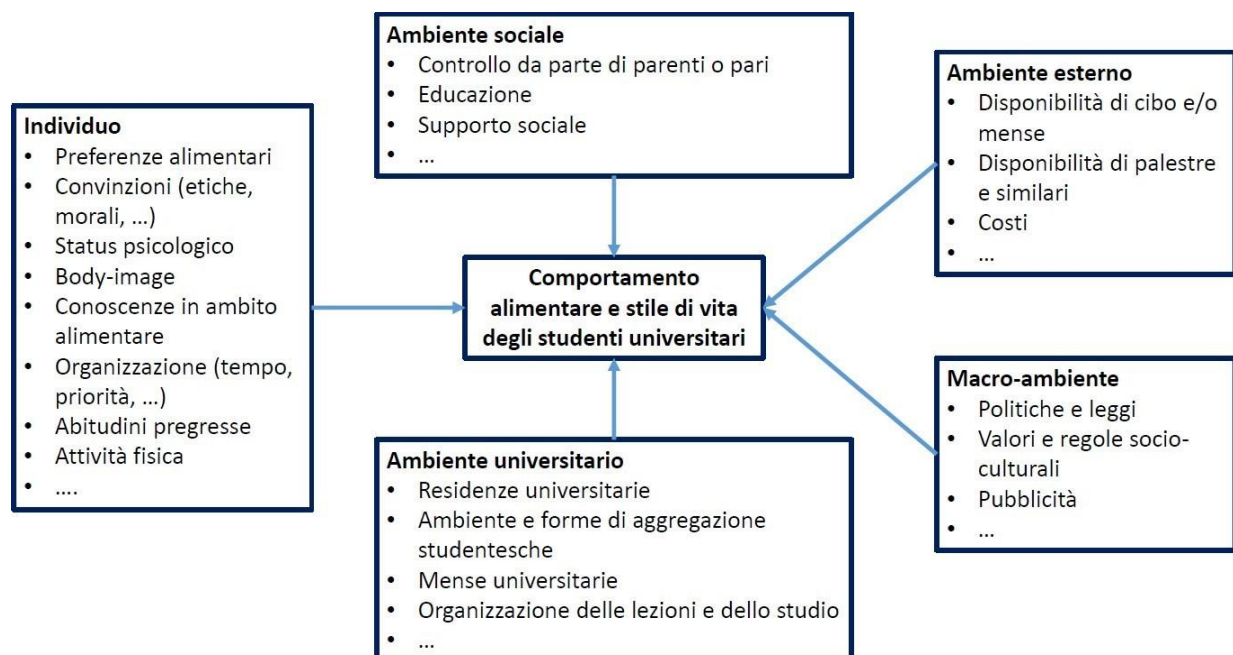 Individuo
• Preferenze alimentari
• Convinzioni (etiche,
morali, ...)
• Status psicologico
• Body-image
• Conoscenze in ambito
alimentare
• Organizzazione (tempo,
priorità, ...)
• Abitudini pregresse
• Attività fisica
• ....
Ambiente sociale
• Controllo da parte di parenti o pari
• Educazione
• Supporto sociale
• ...
Comportamento
alimentare e stile di vita
degli studenti universitari
Ambiente universitario
• Residenze universitarie
• Ambiente e forme di aggregazione
studentesche
• Mense universitarie
• Organizzazione delle lezioni e dello studio
• ...
Ambiente esterno
• Disponibilità di cibo e/o
mense
• Disponibilità di palestre
e similari
• Costi
• ...
Macro-ambiente
• Politiche e leggi
• Valori e regole socio-
culturali
• Pubblicità
• ...